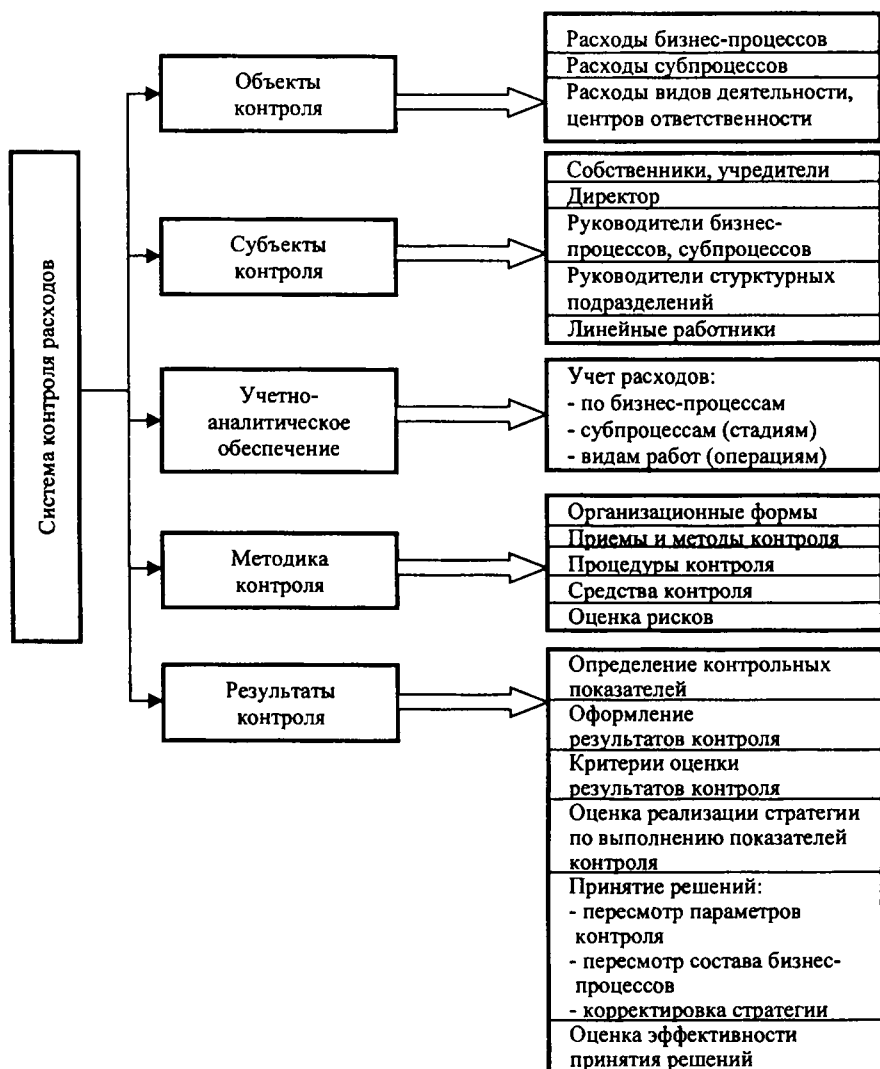 Система контроля расходов
Объекты
контроля
Расходы бизнес-процессов
Расходы субпроцессов
Расходы видов деятельности,
центров ответственности
Субъекты
контроля
Собственники, учредители
Директор
Руководители бизнес-
процессов, субпроцессов
Руководители стурктурных
подразделений
Линейные работники
Учетно-
аналитическое
обеспечение
Учет расходов:
- по бизнес-процессам
- субпроцессам (стадиям)
- видам работ (операциям)
Методика
контроля
Организационные формы
Приемы и методы контроля
Процедуры контроля
Средства контроля
Оценка рисков
Результаты
контроля
Определение контрольных
показателей
Оформление
результатов контроля
Критерии оценки
результатов контроля
Оценка реализации стратегии
по выполнению показателей
контроля
Принятие решений:
- пересмотр параметров
контроля
- пересмотр состава бизнес-
процессов
- корректировка стратегии
Оценка эффективности
принятия решений